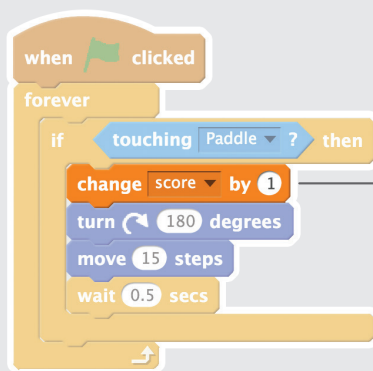 when clicked
forever
if touching Paddle ? then
change score by 1
turn 180 degrees
move 15 steps
wait 0.5 secs